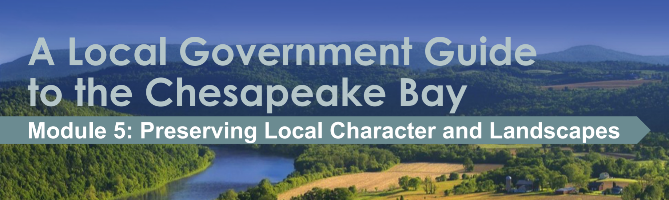 A Local Government Guide
to the Chesapeake Bay
Module 5: Preserving Local Character and Landscapes